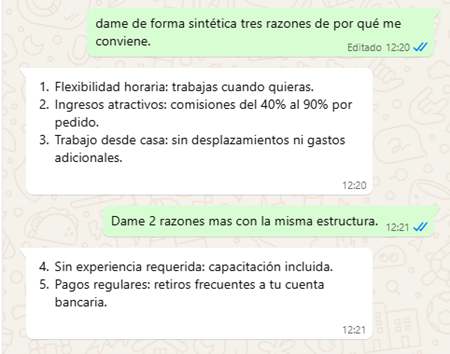 dame de forma sintética tres razones de por qué me
conviene.
Editado 12:20
1. Flexibilidad horaria: trabajas cuando quieras.
2. Ingresos atractivos: comisiones del 40% al 90% por
pedido.
3. Trabajo desde casa: sin desplazamientos ni gastos
adicionales.
12:20
Dame 2 razones mas con la misma estructura.
12:21
4. Sin experiencia requerida: capacitación incluida.
5. Pagos regulares: retiros frecuentes a tu cuenta
bancaria.
12:21